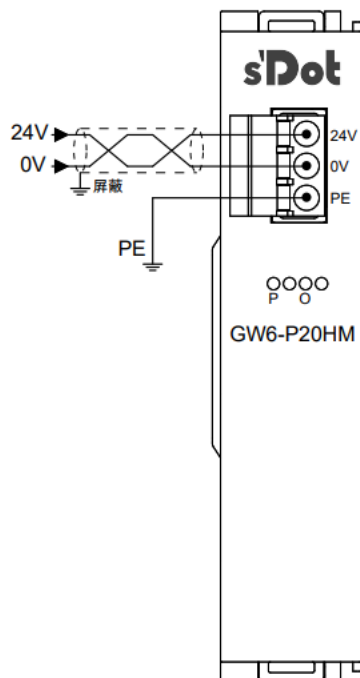 s'Dot
24V
24V
0V
0V
屏蔽
PE
PE
P O
GW6-P20HM